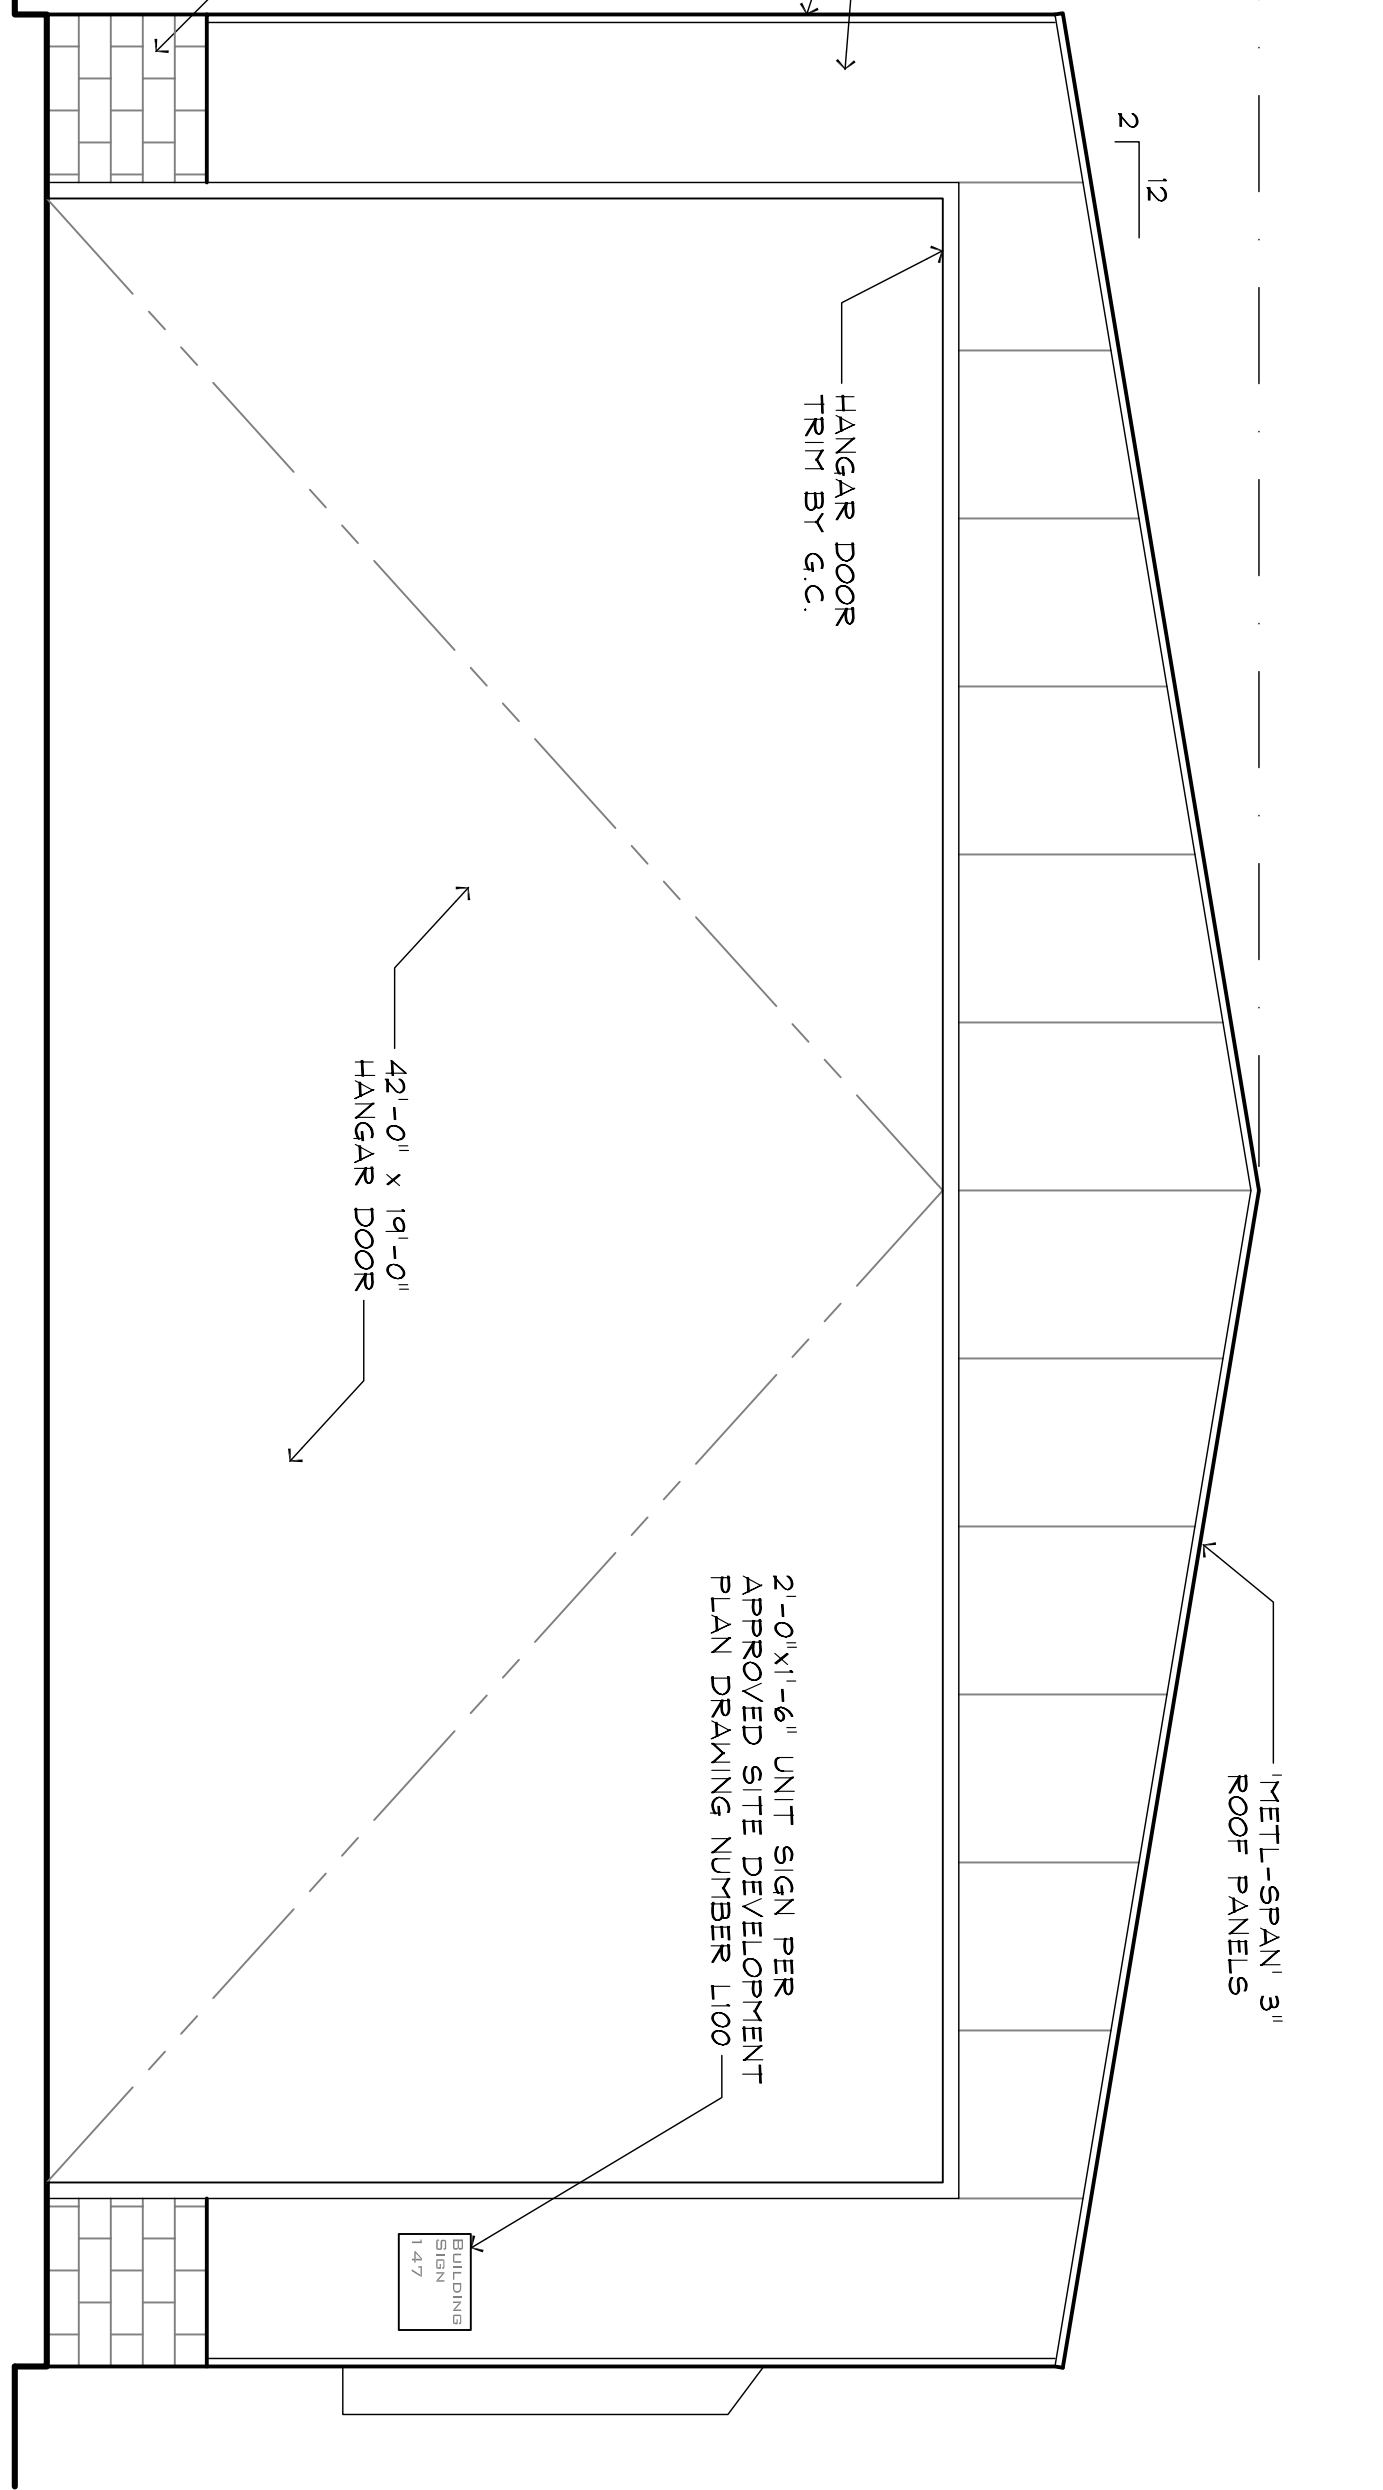 2
12
HANGAR DOOR
TRIM BY G.C.
'METL-SPAN' 3"
ROOF PANELS
42'-0" x 19'-0"
HANGAR DOOR
2'-0"x1'-6" UNIT SIGN PER
APPROVED SITE DEVELOPMENT
PLAN DRAWING NUMBER L100
BUILDING
SIGN
147